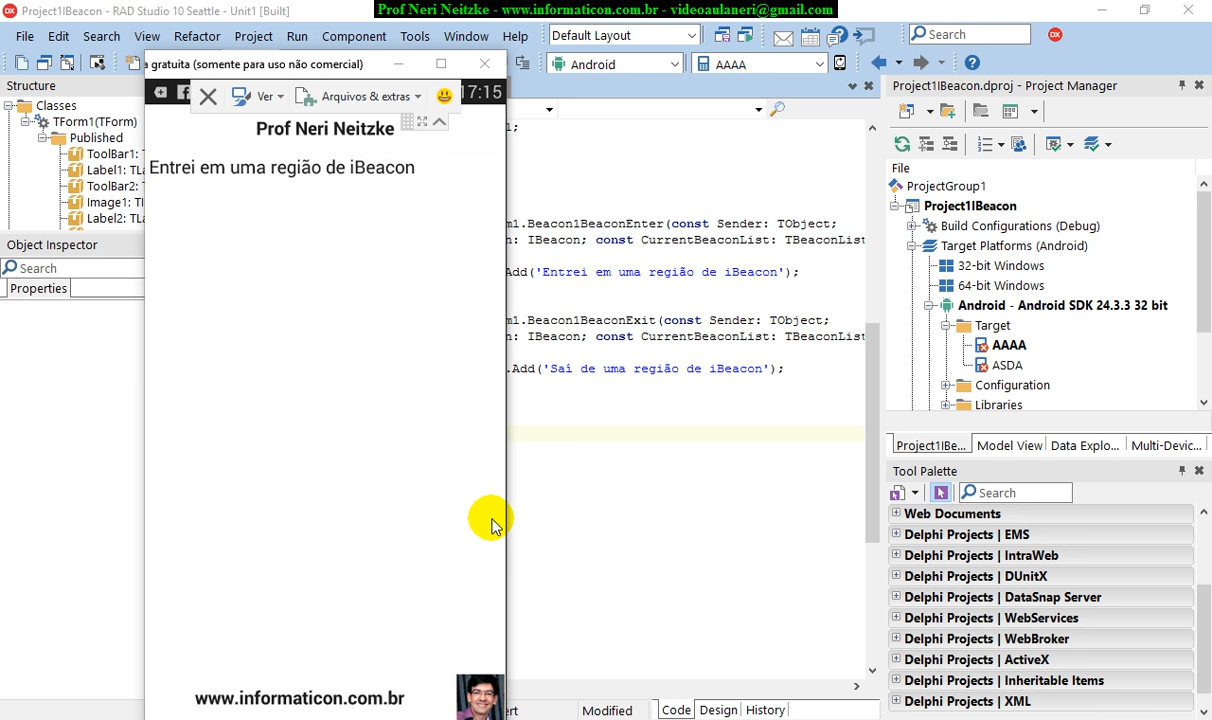 Project1IBeacon - RAD Studio 10 Seattle - Unit1 [Built]
Prof Neri Neitzke - www.informaticon.com.br - videoaulaneri@gmail.com
File Edit Search View Refactor Project Run Component Tools Window Help
Default Layout
Search
Structure
a gratuita (somente para uso não comercial)
Android
AAAA
Project1IBeacon.dproj - Project Manager
Classes
TForm1(TForm)
Published
ToolBar1:
Label1: TL
ToolBar2:
Image1: TI
Label2: TL
Object Inspector
Search
Properties
Ver
Arquivos & extras
17:15
Prof Neri Neitzke
Entrei em uma região de iBeacon
www.informaticon.com.br
1;
m1.Beacon1BeaconEnter(const Sender: TObject;
n: IBeacon; const CurrentBeaconList: TBeaconList
Add('Entrei em uma região de iBeacon');
m1.Beacon1BeaconExit(const Sender: TObject;
n: IBeacon; const CurrentBeaconList: TBeaconList
.Add('Saí de uma região de iBeacon');
ert
Modified
Code Design History
File
ProjectGroup1
Project1IBeacon
Build Configurations (Debug)
Target Platforms (Android)
32-bit Windows
64-bit Windows
Android - Android SDK 24.3.3 32 bit
Target
AAAA
ASDA
Configuration
Libraries
Project1IBe... Model View Data Explo... Multi-Devic...
Tool Palette
Search
Web Documents
Delphi Projects | EMS
Delphi Projects | IntraWeb
Delphi Projects | DUnitX
Delphi Projects | DataSnap Server
Delphi Projects | WebServices
Delphi Projects | WebBroker
Delphi Projects | ActiveX
Delphi Projects | Inheritable Items
Delphi Projects | XML